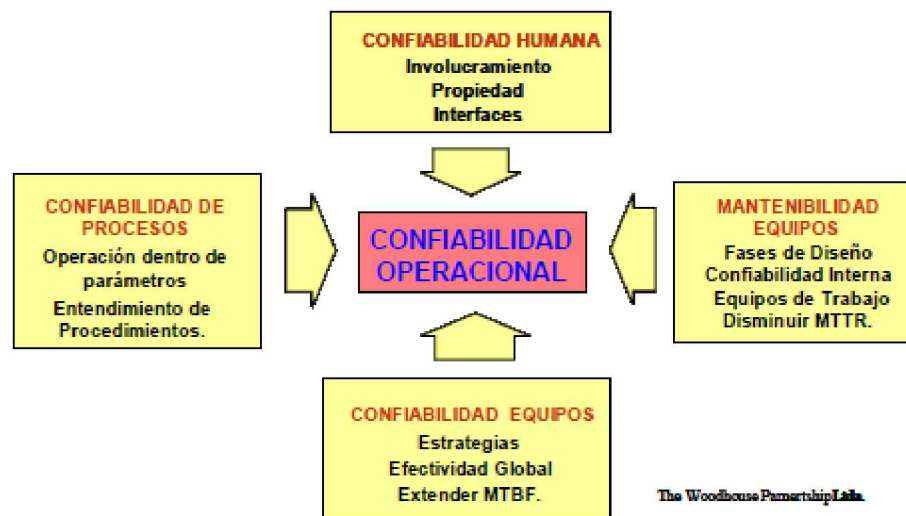 CONFIABILIDAD HUMANA
Involucramiento
Propiedad
Interfaces
CONFIABILIDAD DE
PROCESOS
Operación dentro de
parámetros
Entendimiento de
Procedimientos.
CONFIABILIDAD
OPERACIONAL
MANTENIBILIDAD
EQUIPOS
Fases de Diseño
Confiabilidad Interna
Equipos de Trabajo
Disminuir MTTR.
CONFIABILIDAD EQUIPOS
Estrategias
Efectividad Global
Extender MTBF.
The Woodhouse